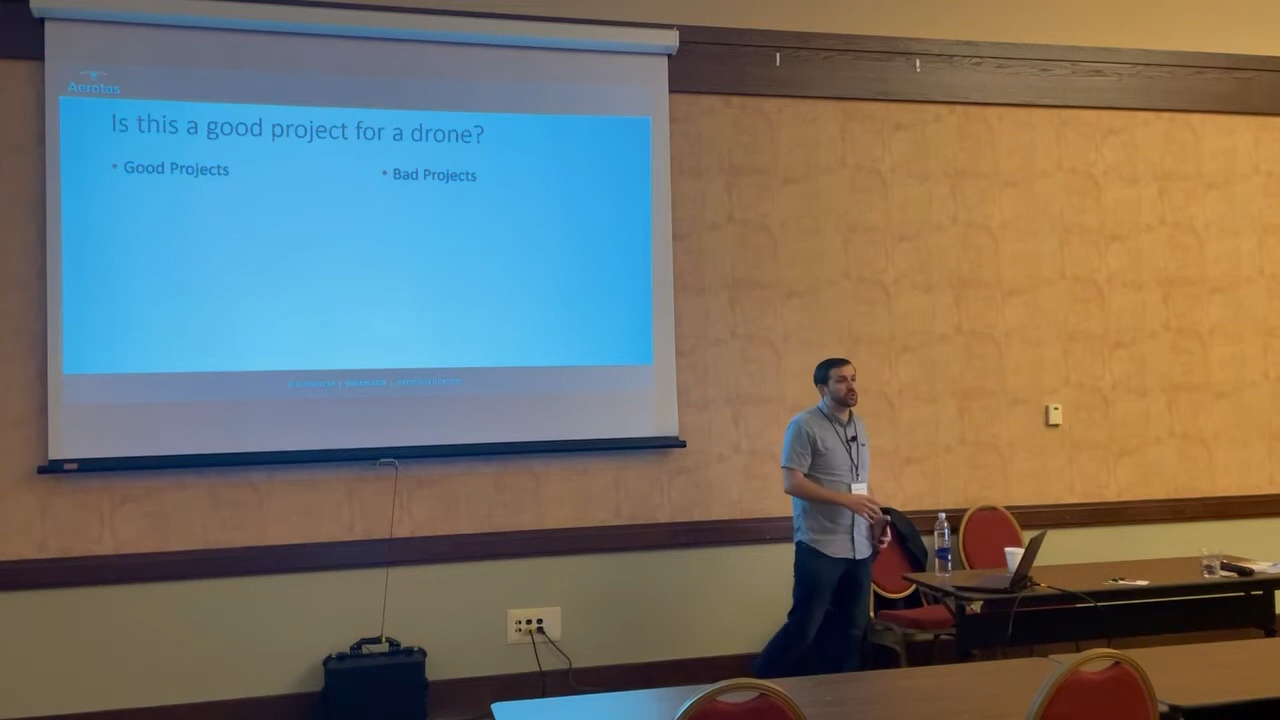 Aerotas
Is this a good project for a drone?
• Good Projects
• Bad Projects